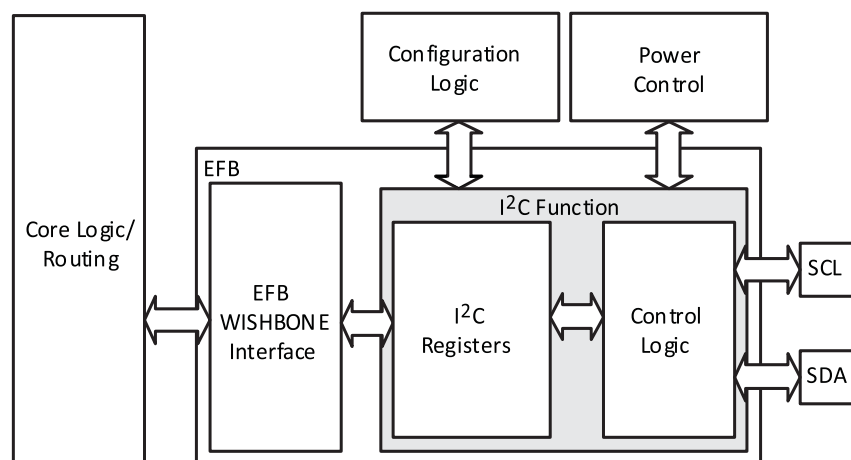 Configuration
Logic
Power
Control
EFB
I²C Function
Core Logic/
Routing
EFB
WISHBONE
Interface
I²C
Registers
Control
Logic
SCL
SDA